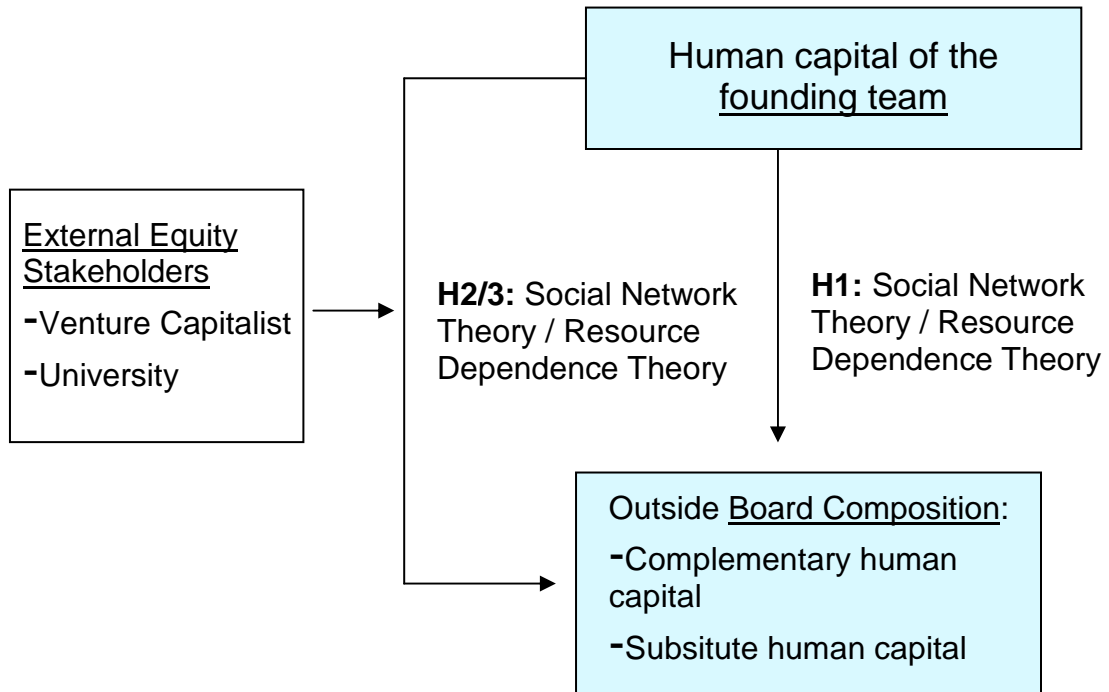 Human capital of the
founding team
External Equity
Stakeholders
-Venture Capitalist
-University
H2/3: Social Network
Theory / Resource
Dependence Theory
H1: Social Network
Theory / Resource
Dependence Theory
Outside Board Composition:
-Complementary human
capital
-Subsitute human capital